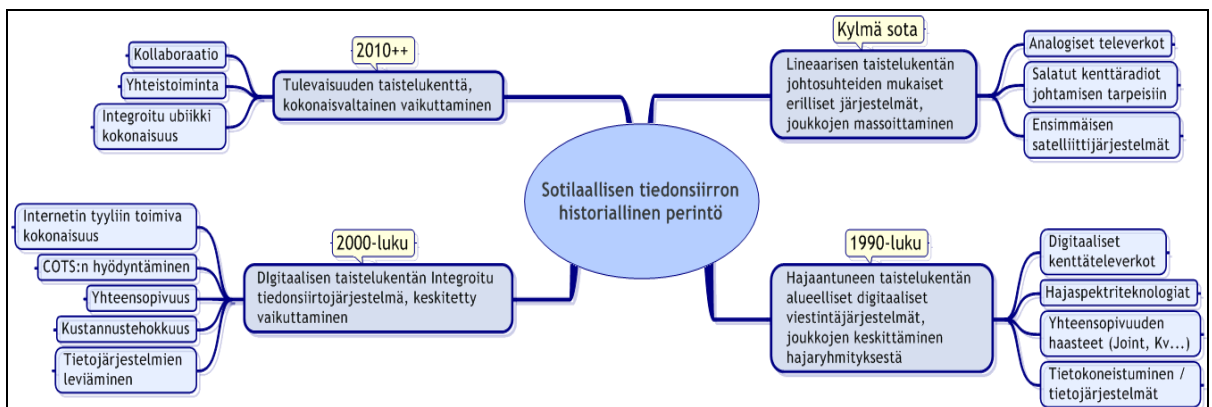 Sotilaallisen tiedonsiirron
historiallinen perintö
Kylmä sota
Lineaarisen taistelukentän
johtosuhteiden mukaiset
erilliset järjestelmät,
joukkojen massoittaminen
Analogiset televerkot
Salatut kenttäradiot
johtamisen tarpeisiin
Ensimmäisen
satelliittijärjestelmät
1990-luku
Hajaantuneen taistelukentän
alueelliset digitaaliset
viestintäjärjestelmät,
joukkojen keskittäminen
hajaryhmityksestä
Digitaaliset
kenttäteleverkot
Hajaspektriteknologiat
Yhteensopivuuden
haasteet (Joint, Kv...)
Tietokoneistuminen /
tietojärjestelmät
2000-luku
DIgitaalisen taistelukentän Integroitu
tiedonsiirtojärjestelmä, keskitetty
vaikuttaminen
Internetin tyyliin toimiva
kokonaisuus
COTS:n hyödyntäminen
Yhteensopivuus
Kustannustehokkuus
Tietojärjestelmien
leviäminen
2010++
Tulevaisuuden taistelukenttä,
kokonaisvaltainen vaikuttaminen
Kollaboraatio
Yhteistoiminta
Integroitu ubiikki
kokonaisuus